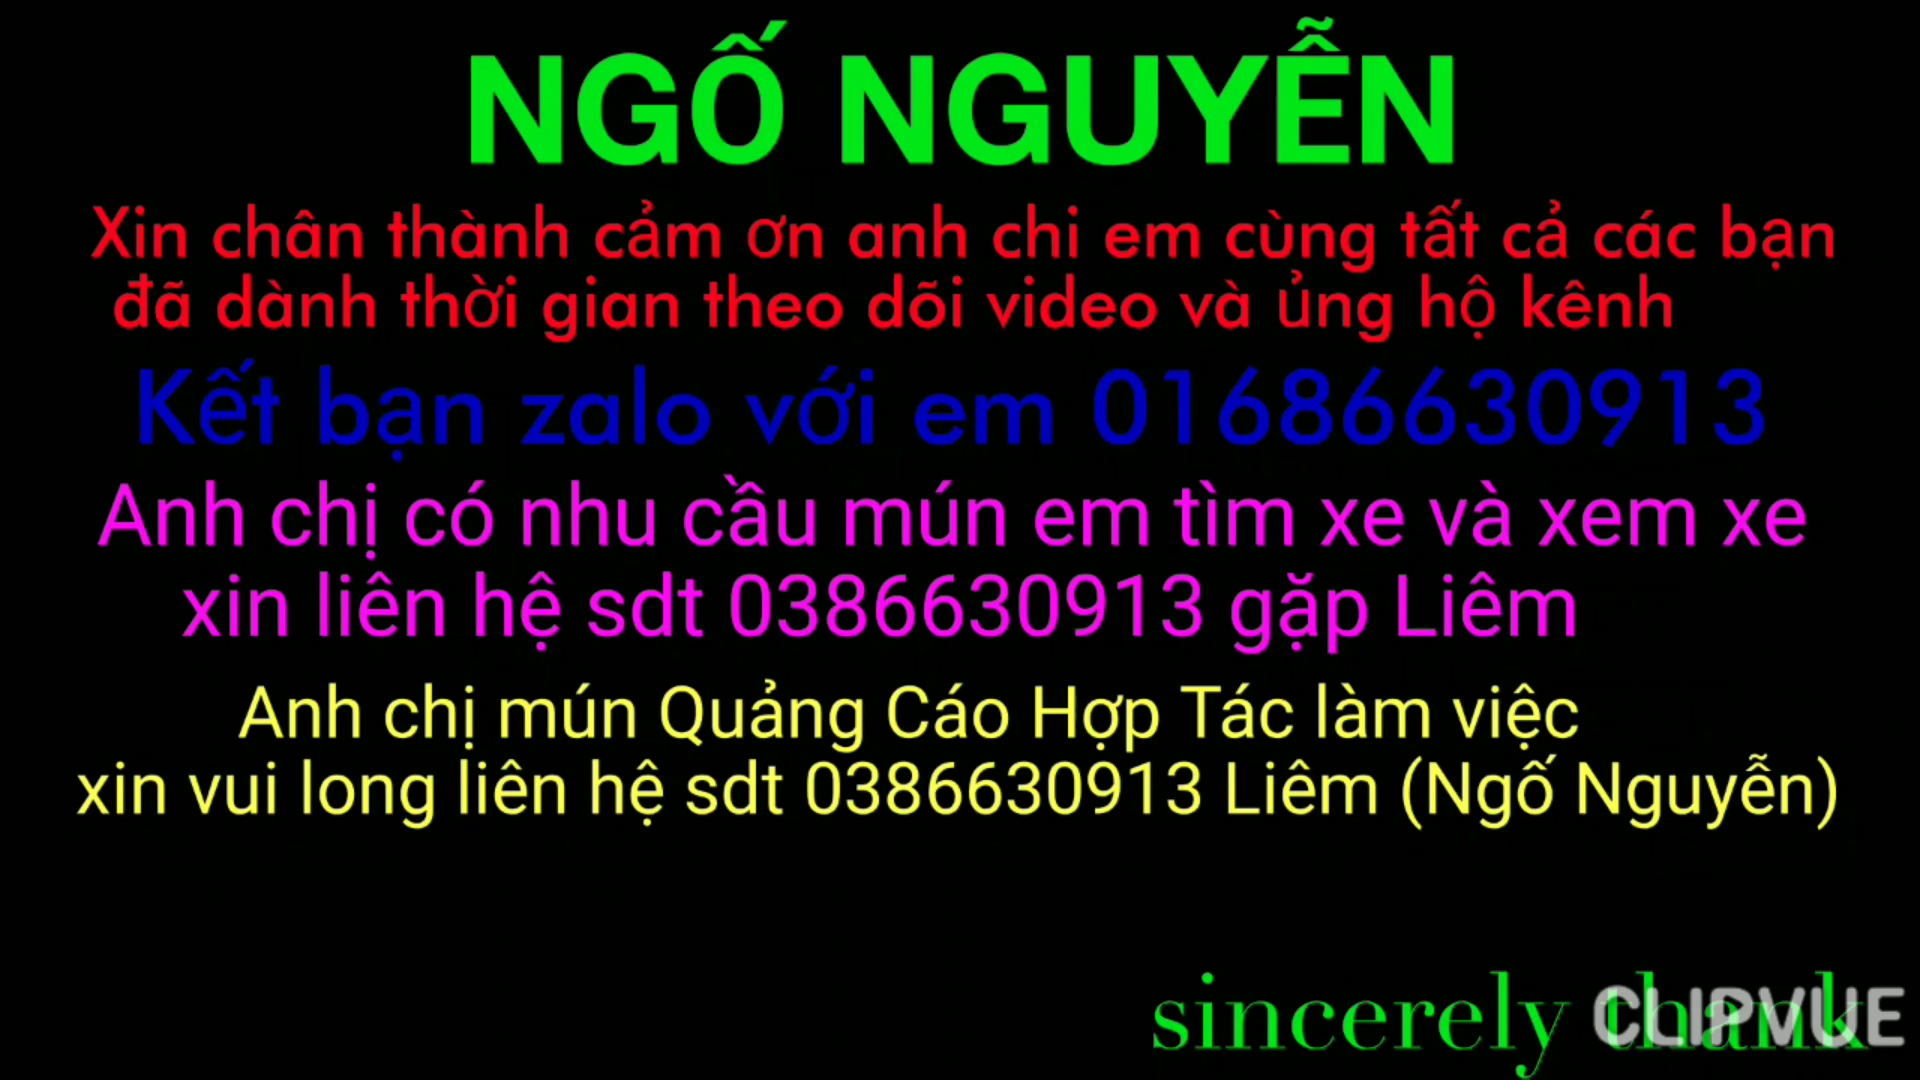 NGỐ NGUYỄN
Xin chân thành cảm ơn anh chi em cùng tất cả các bạn
đã dành thời gian theo dõi video và ủng hộ kênh
Kết bạn zalo với em 01686630913
Anh chị có nhu cầu mún em tìm xe và xem xe
xin liên hệ sdt 0386630913 gặp Liêm
Anh chị mún Quảng Cáo Hợp Tác làm việc
xin vui long liên hệ sdt 0386630913 Liêm (Ngố Nguyễn)
sincerely thank
CLIPVUE